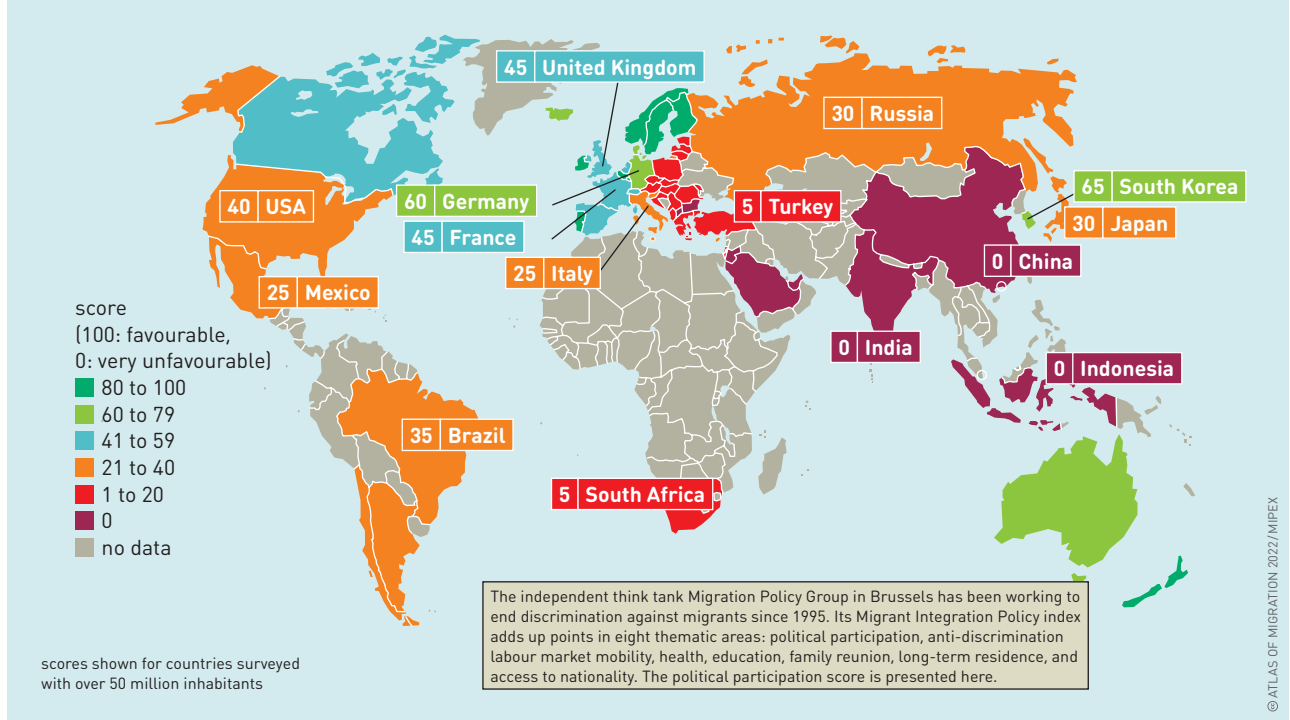 45 United Kingdom
30 Russia
65 South Korea
40 USA
60 Germany
5 Turkey
30 Japan
45 France
0 China
25 Italy
25 Mexico
0 India
0 Indonesia
35 Brazil
5 South Africa
score
(100: favourable,
0: very unfavourable)
80 to 100
60 to 79
41 to 59
21 to 40
1 to 20
0
no data
The independent think tank Migration Policy Group in Brussels has been working to
end discrimination against migrants since 1995. Its Migrant Integration Policy index
adds up points in eight thematic areas: political participation, anti-discrimination
labour market mobility, health, education, family reunion, long-term residence, and
access to nationality. The political participation score is presented here.
scores shown for countries surveyed
with over 50 million inhabitants
© ATLAS OF MIGRATION 2022/MIPEX